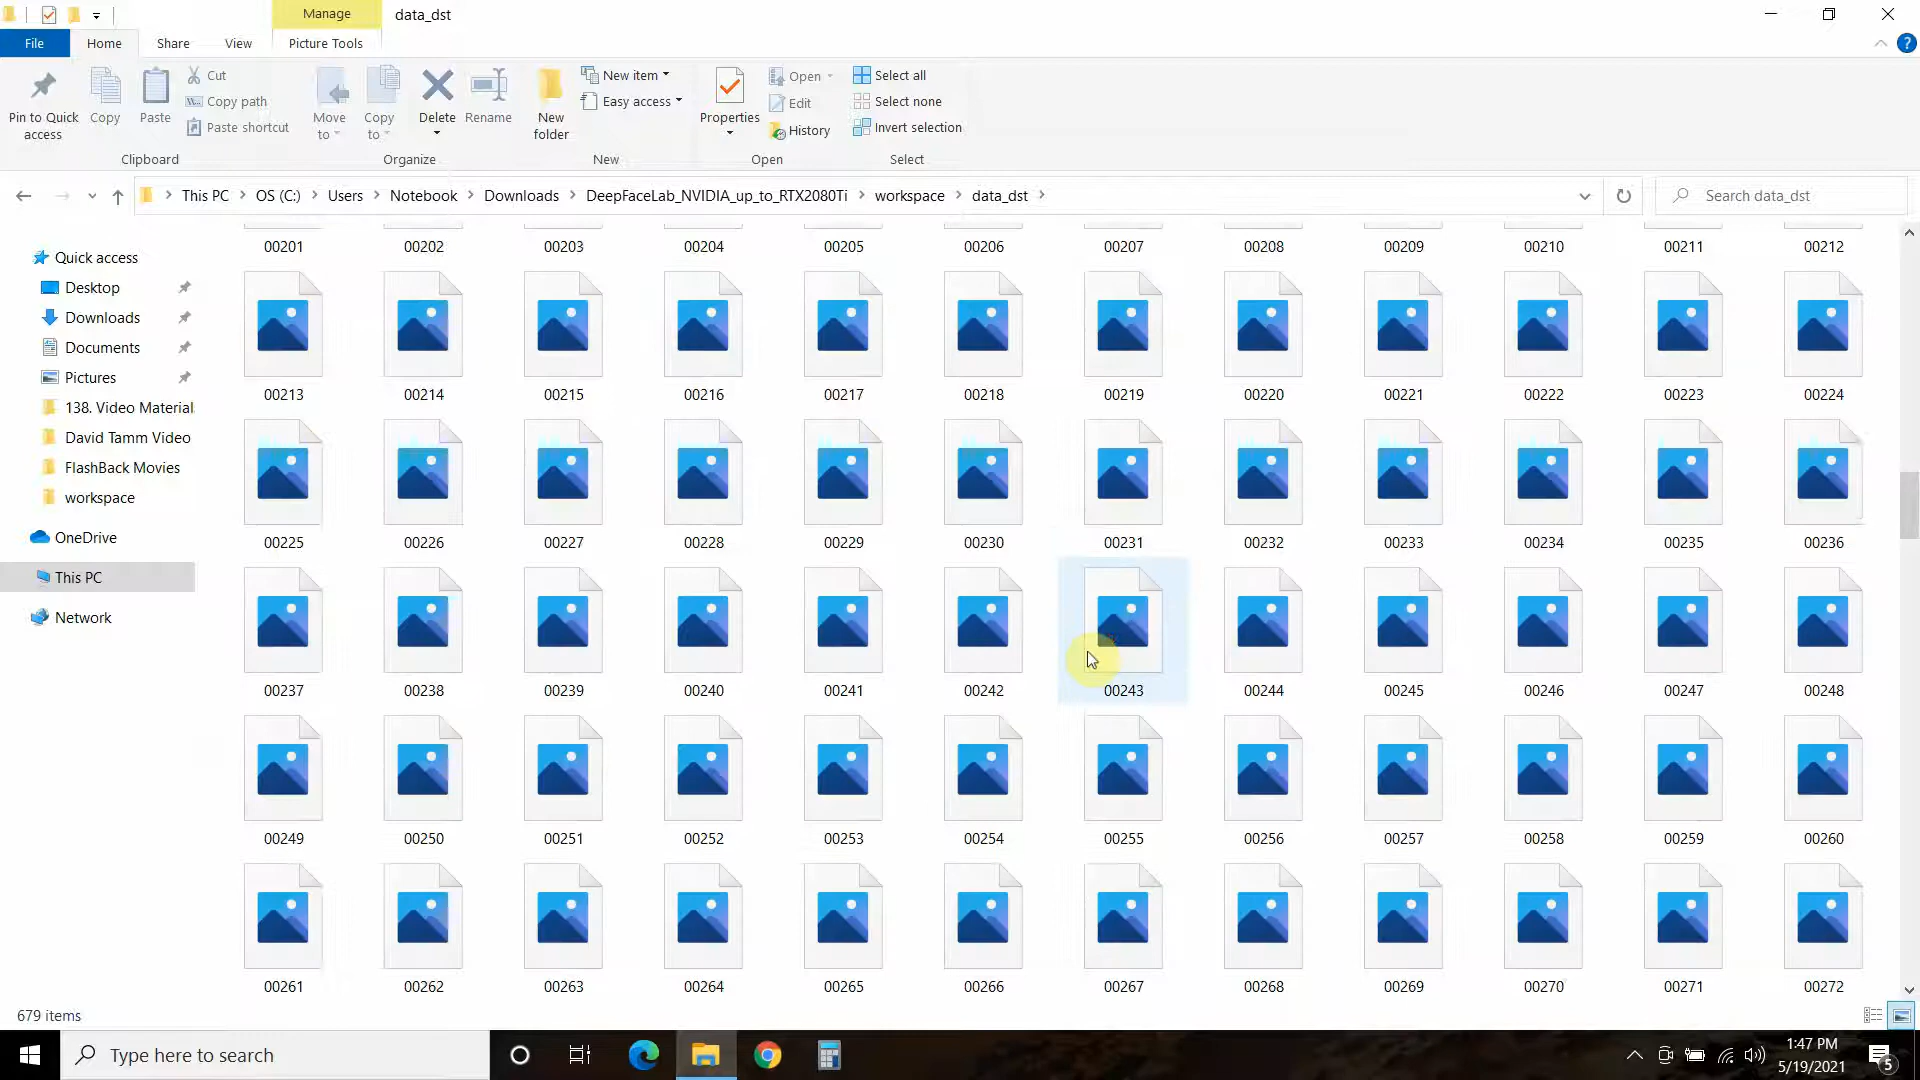 Manage
data_dst
File
Home
Share
View
Picture Tools
Pin to Quick access
Copy
Paste
Cut
Copy path
Paste shortcut
Clipboard
Move to
Copy to
Delete
Rename
Organize
New folder
New item
Easy access
New
Properties
Open
Edit
History
Open
Select all
Select none
Invert selection
Select
This PC
OS (C:)
Users
Notebook
Downloads
DeepFaceLab_NVIDIA_up_to_RTX2080Ti
workspace
data_dst
Search data_dst
Quick access
Desktop
Downloads
Documents
Pictures
138. Video Material
David Tamm Video
FlashBack Movies
workspace
OneDrive
This PC
Network
00201 00202 00203 00204 00205 00206 00207 00208 00209 00210 00211 00212
00213 00214 00215 00216 00217 00218 00219 00220 00221 00222 00223 00224
00225 00226 00227 00228 00229 00230 00231 00232 00233 00234 00235 00236
00237 00238 00239 00240 00241 00242 00243 00244 00245 00246 00247 00248
00249 00250 00251 00252 00253 00254 00255 00256 00257 00258 00259 00260
00261 00262 00263 00264 00265 00266 00267 00268 00269 00270 00271 00272
679 items
Type here to search
1:47 PM
5/19/2021
5